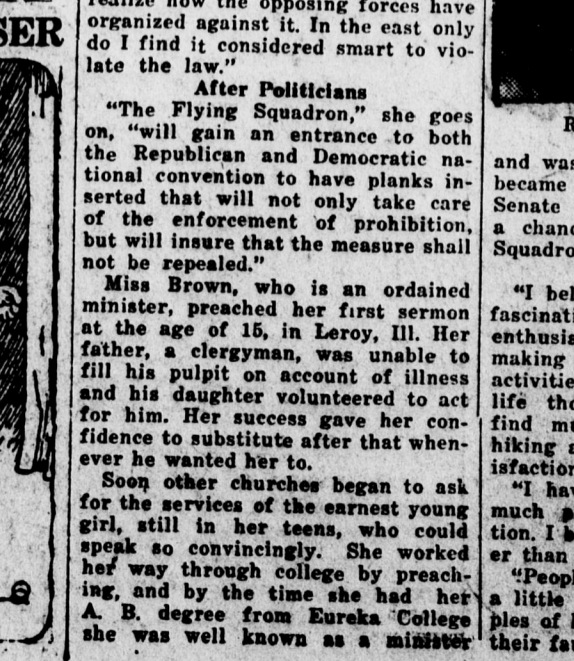 SER
realize how the opposing forces have
organized against it. In the east only
do I find it considered smart to vio-
late the law."
After Politicians
"The Flying Squadron," she goes
on, "will gain an entrance to both
the Republican and Democratic na-
tional convention to have planks in-
serted that will not only take care
of the enforcement of prohibition,
but will insure that the measure shall
not be repealed."
Miss Brown, who is an ordained
minister, preached her first sermon
at the age of 15, in Leroy, Ill. Her
father, a clergyman, was unable to
fill his pulpit on account of illness
and his daughter volunteered to act
for him. Her success gave her con-
fidence to substitute after that when-
ever he wanted her to.
Soon other churches began to ask
for the services of the earnest young
girl, still in her teens, who could
speak so convincingly. She worked
her way through college by preach-
ing, and by the time she had her
A. B. degree from Eureka College
she was well known as a minister
R
and was
became
Senate
a chanc
Squadro
"I bel
fascinati
enthusia
making
activitie
life tho
find mu
hiking a
isfaction
"I hav
much
tion. I
er than
"Peopl
a little
ples of
their fau